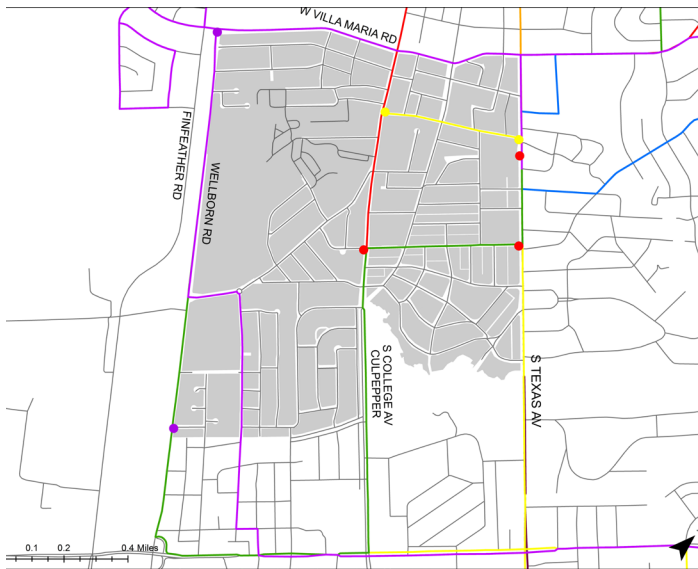 W VILLA MARIA RD
FINFEATHER RD
WELLBORN RD
S COLLEGE AV
CULPEPPER
S TEXAS AV
0.1 0.2 0.4 Miles